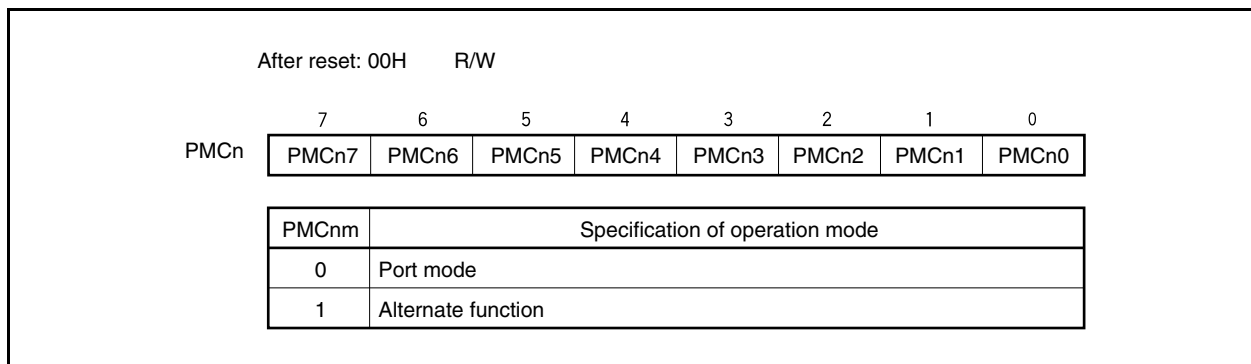 After reset: 00H R/W
7 6 5 4 3 2 1 0
PMCn PMCn7 PMCn6 PMCn5 PMCn4 PMCn3 PMCn2 PMCn1 PMCn0
PMCnm Specification of operation mode
0 Port mode
1 Alternate function